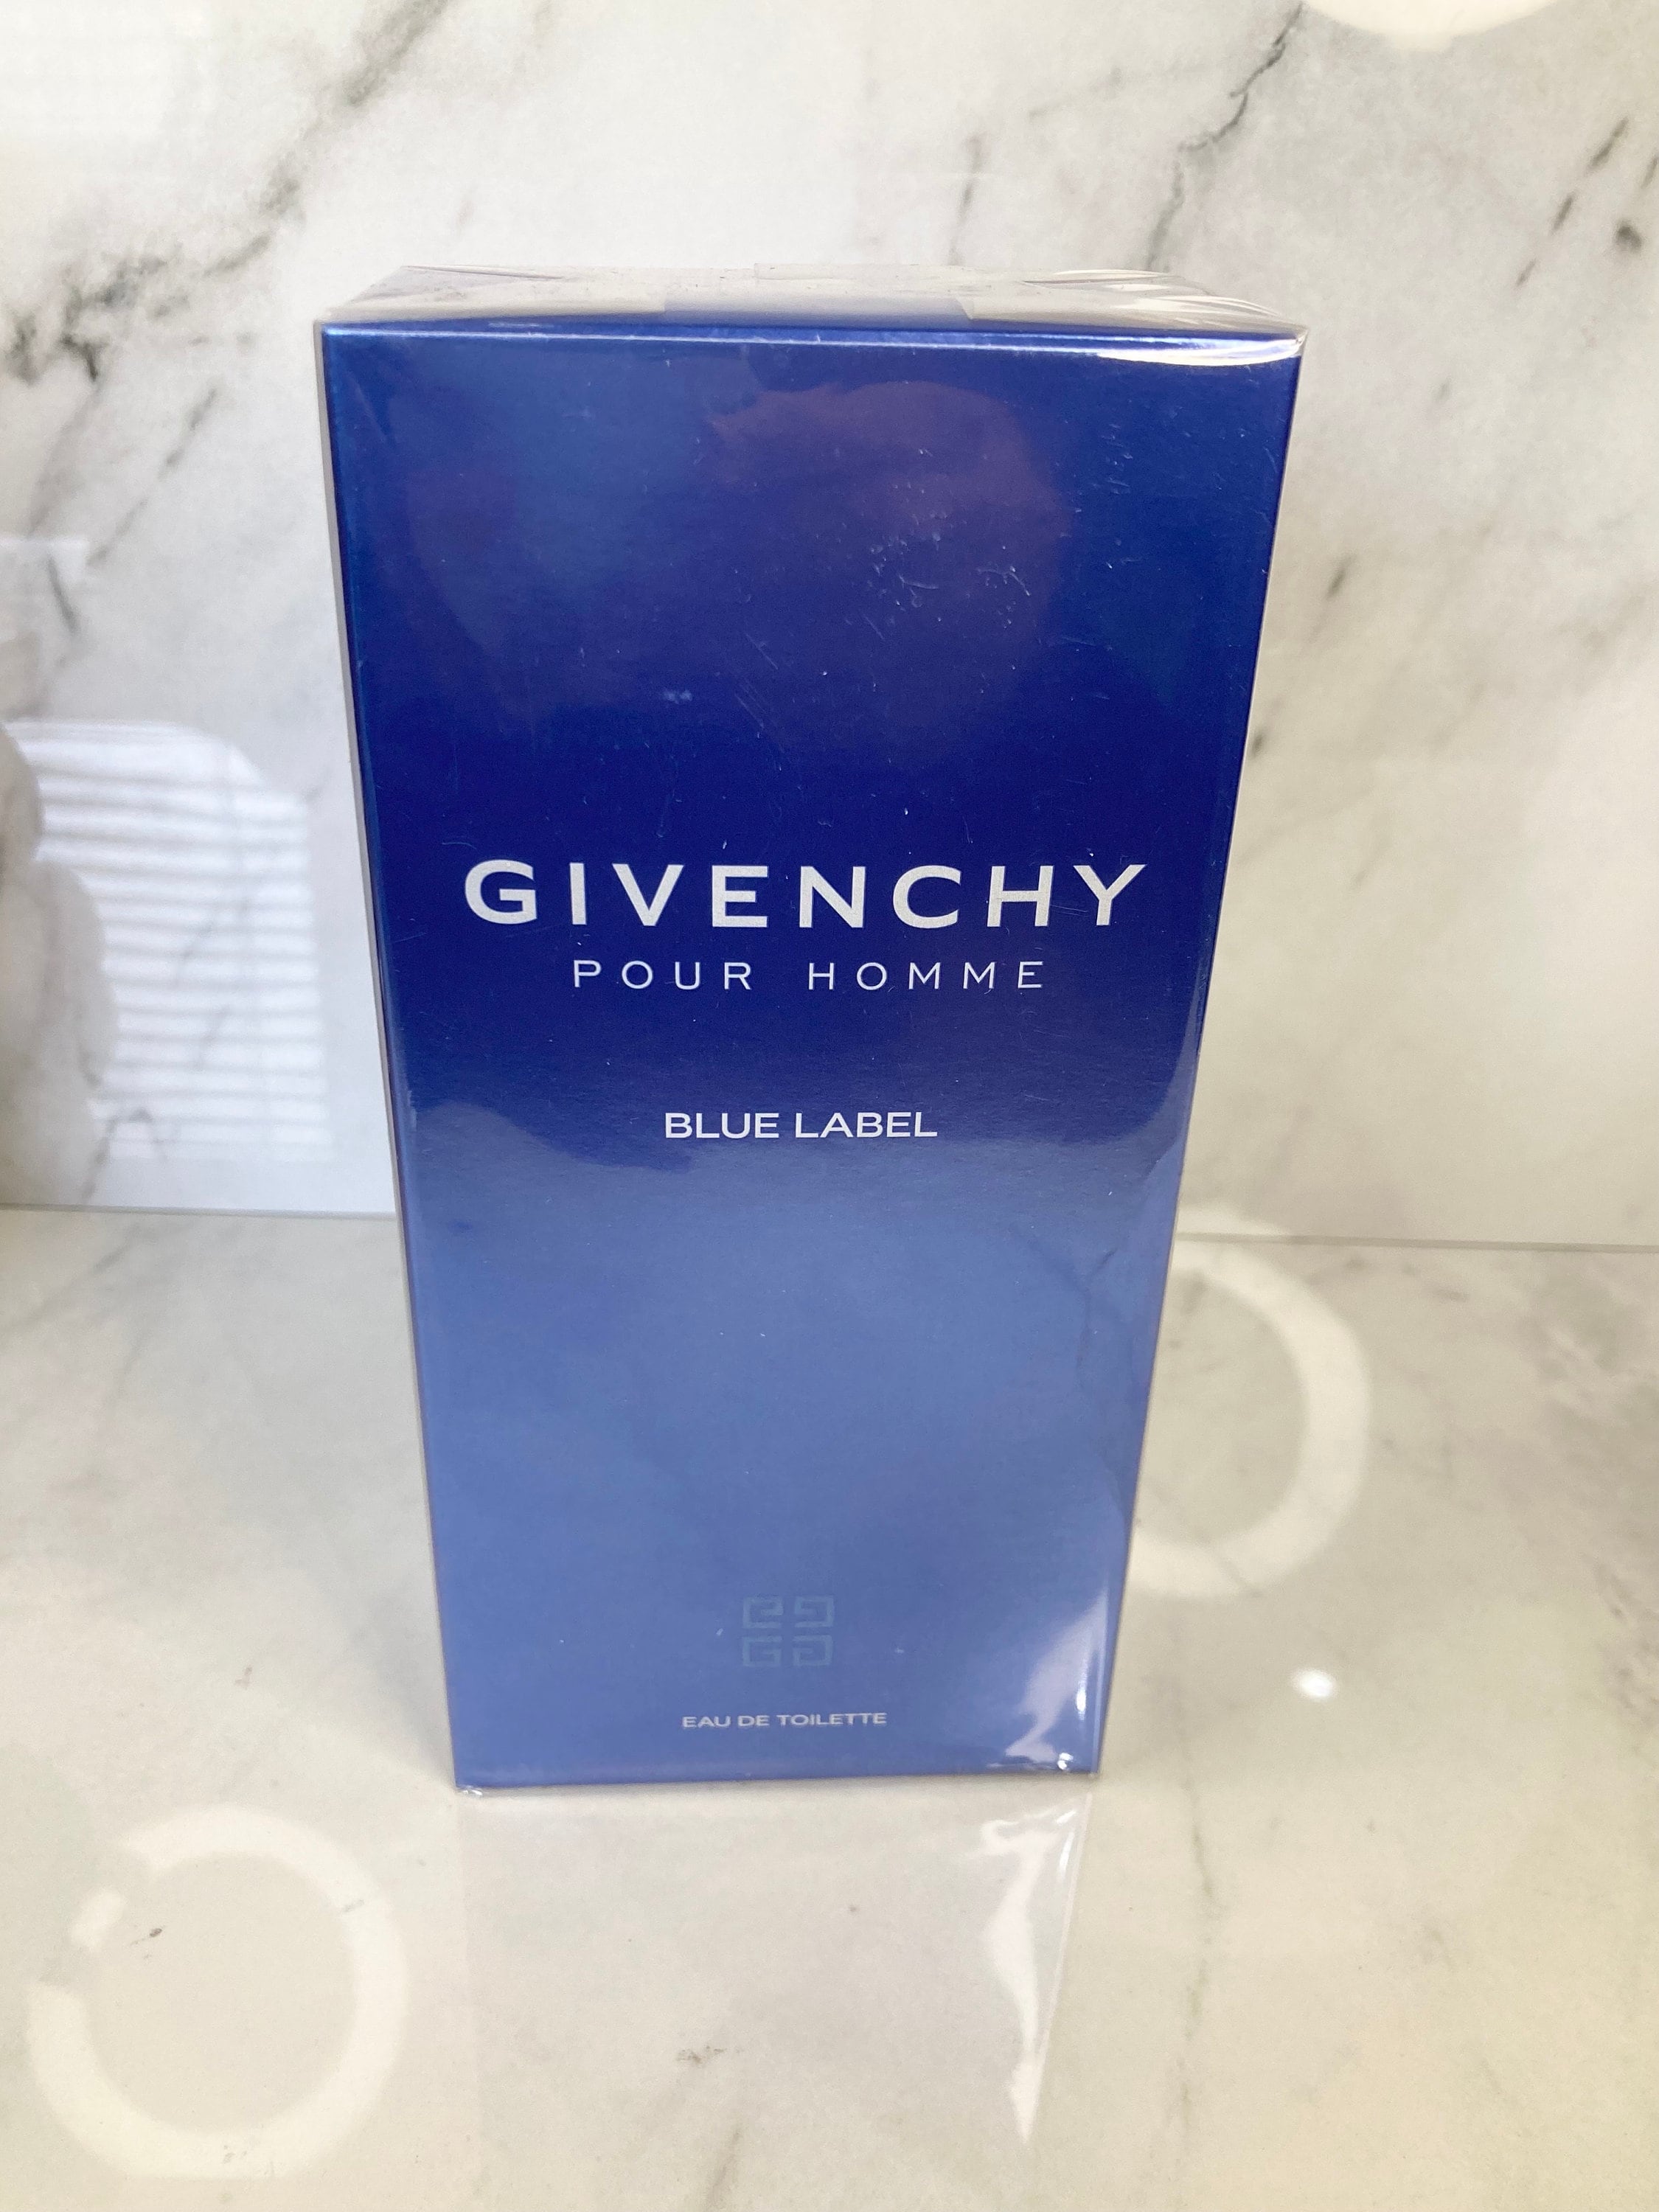 GIVENCHY
POUR HOMME
BLUE LABEL
EAU DE TOILETTE